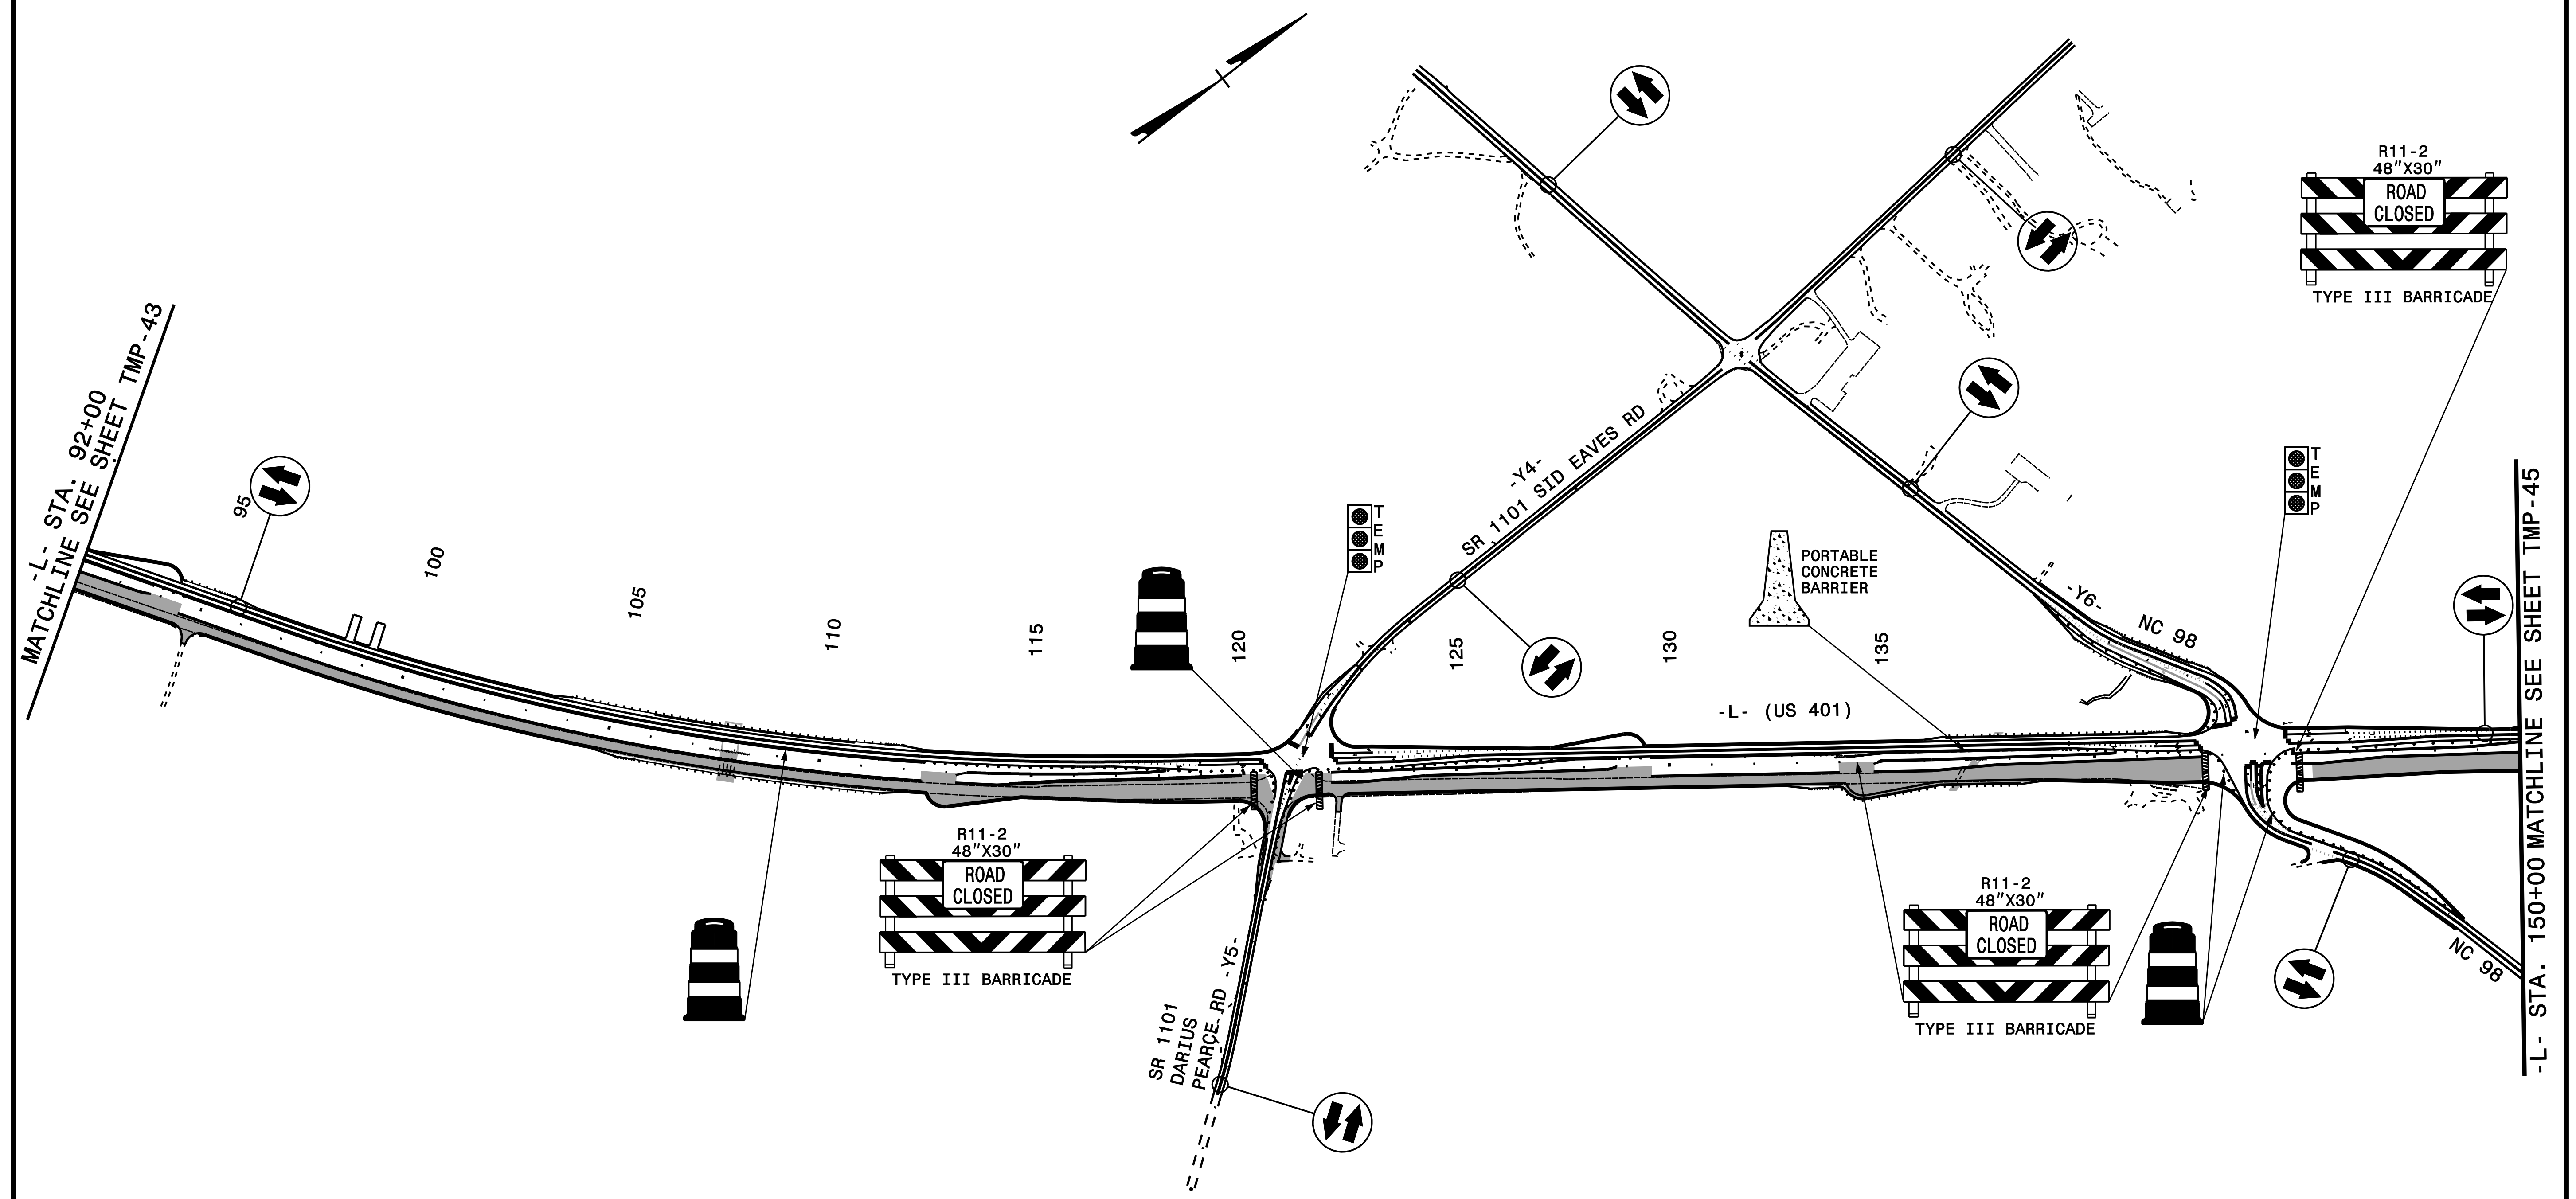 -L- STA. 92+00
MATCHLINE SEE SHEET TMP-43
95
100
105
110
115
120
125
130
135
T
E
M
P
-Y4-
SR 1101 SID EAVES RD
PORTABLE
CONCRETE
BARRIER
-Y6-
NC 98
R11-2
48"X30"
ROAD
CLOSED
TYPE III BARRICADE
T
E
M
P
-L- (US 401)
R11-2
48"X30"
ROAD
CLOSED
TYPE III BARRICADE
SR 1101
DARIUS
PEARCE RD -Y5-
R11-2
48"X30"
ROAD
CLOSED
TYPE III BARRICADE
NC 98
-L- STA. 150+00 MATCHLINE SEE SHEET TMP-45